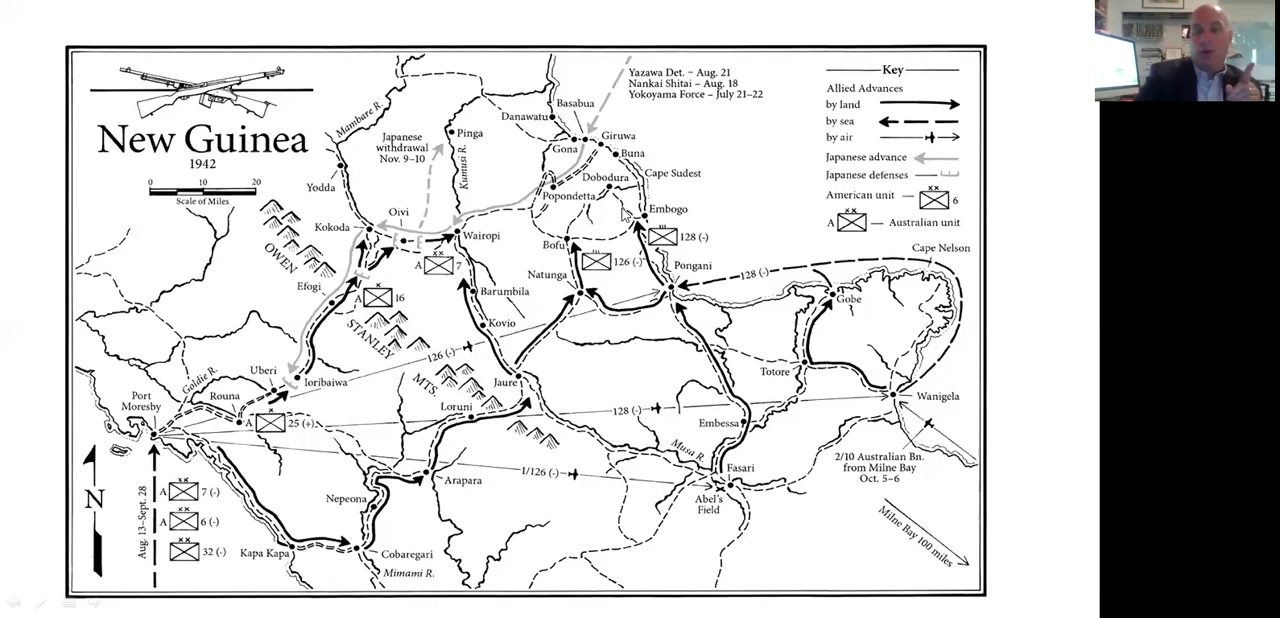 New Guinea
1942
0 10 20
Scale of Miles
Yazawa Det. – Aug. 21
Nankai Shitai – Aug. 18
Yokoyama Force – July 21–22
Key
Allied Advances
by land
by sea
by air
Japanese advance
Japanese defenses
American unit
6
A
Australian unit
Mambare R.
Japanese
withdrawal
Nov. 9–10
Pinga
Kumusi R.
Danawatu
Basabua
Gona
Giruwa
Buna
Dobodura
Cape Sudest
Popondetta
Embogo
128 (-)
Yodda
Kokoda
Oivi
Wairopi
A 7
Bofu
126 (-)
Natunga
Pongani
128 (-)
Cape Nelson
Gobe
OWEN
STANLEY
MTS.
Efogi
A 16
Barumbila
Kovio
126 (-)
Jaure
Totore
Wanigela
Goldie R.
Uberi
Ioribaiwa
Rouna
A 25 (+)
Port
Moresby
Loruni
128 (-)
Embessa
Musa R.
Fasari
Abel's
Field
1/126 (-)
2/10 Australian Bn.
from Milne Bay
Oct. 5–6
Milne Bay 100 miles
N
Aug. 13–Sept. 28
A 7 (-)
A 6 (-)
32 (-)
Nepeona
Arapara
Kapa Kapa
Cobaregari
Mimami R.